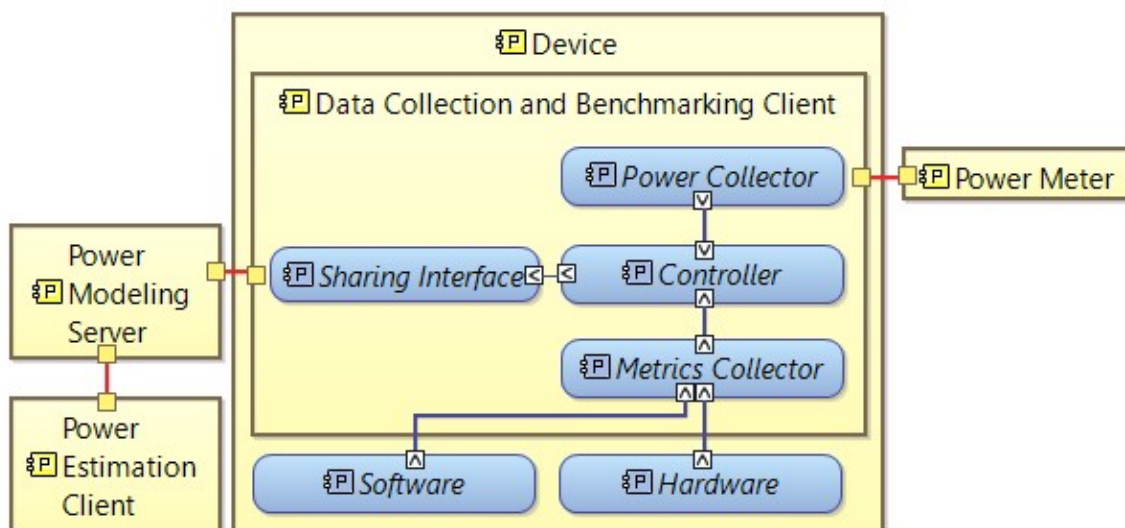 Device
Data Collection and Benchmarking Client
Power Collector
Power Meter
Power
Modeling
Server
Sharing Interface
Controller
Metrics Collector
Power
Estimation
Client
Software
Hardware